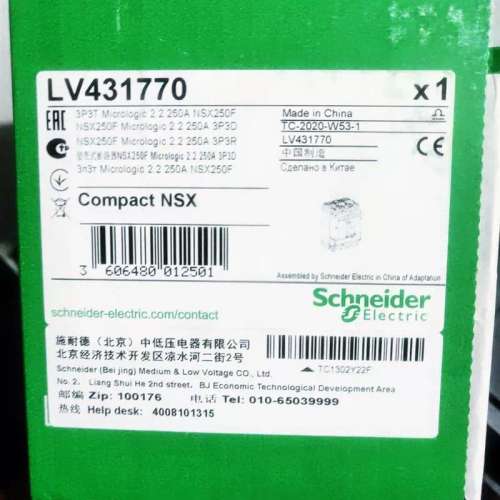 LV431770 x1
EAC
3P3T Micrologic 2 2 250A NSX250F
NSX250F Micrologic 2 2 250A 3P3D
NSX250F Micrologic 2 2 250A 3P3R
NSX250F Micrologic 2 2 250A 3P3D
3п3т Micrologic 2 2 250A NSX250F
Made in China
TC-2020-W53-1
LV431770
中国制造
Сделано в Китае
Compact NSX
3 606480 012501
Assembled by Schneider Electric in China of Adaptation
schneider-electric.com/contact
Schneider
Electric
施耐德（北京）中低压电器有限公司
北京经济技术开发区凉水河二街2号
Schneider (Bei jing) Medium & Low Voltage CO., LTD.
No. 2, Liang Shui He 2nd street, BJ Economic Technological Development Area
邮编 Zip: 100176 电话 Tel: 010-65039999
热线 Help desk: 4008101315
▲TC1302Y22F